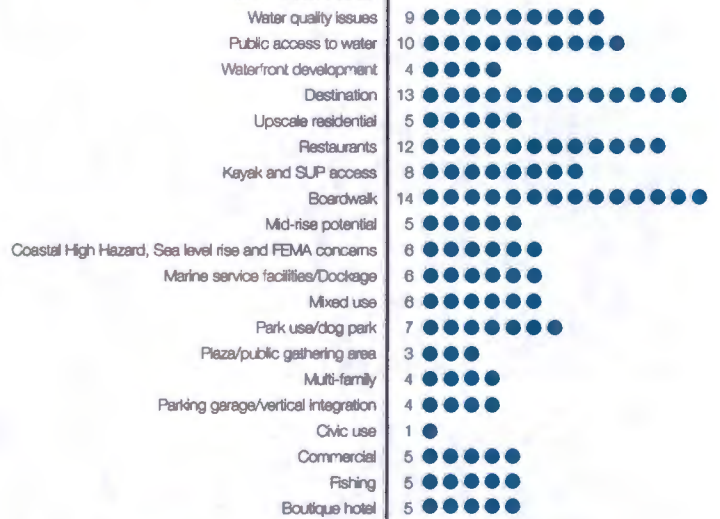 Water quality issues 9
Public access to water 10
Waterfront development 4
Destination 13
Upscale residential 5
Restaurants 12
Kayak and SUP access 8
Boardwalk 14
Mid-rise potential 5
Coastal High Hazard, Sea level rise and FEMA concerns 6
Marine service facilities/Dockage 6
Mixed use 6
Park use/dog park 7
Plaza/public gathering area 3
Multi-family 4
Parking garage/vertical integration 4
Civic use 1
Commercial 5
Fishing 5
Boutique hotel 5